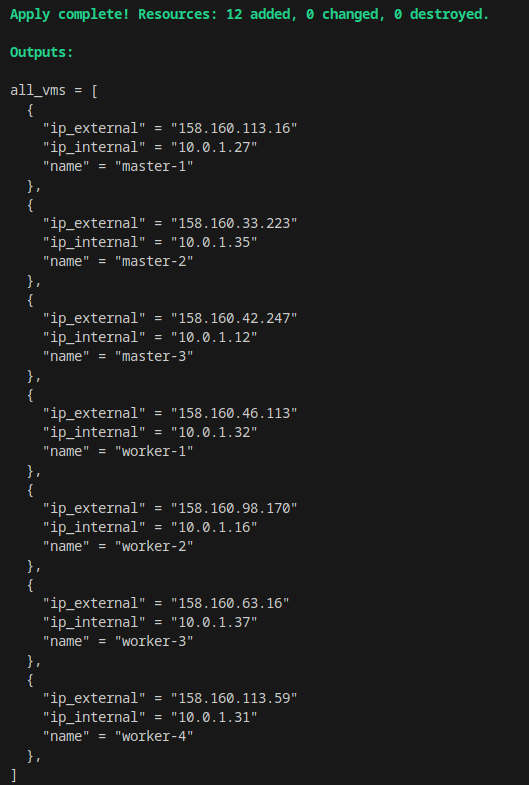 Apply complete! Resources: 12 added, 0 changed, 0 destroyed.
Outputs:
all_vms = [
  {
    "ip_external" = "158.160.113.16"
    "ip_internal" = "10.0.1.27"
    "name" = "master-1"
  },
  {
    "ip_external" = "158.160.33.223"
    "ip_internal" = "10.0.1.35"
    "name" = "master-2"
  },
  {
    "ip_external" = "158.160.42.247"
    "ip_internal" = "10.0.1.12"
    "name" = "master-3"
  },
  {
    "ip_external" = "158.160.46.113"
    "ip_internal" = "10.0.1.32"
    "name" = "worker-1"
  },
  {
    "ip_external" = "158.160.98.170"
    "ip_internal" = "10.0.1.16"
    "name" = "worker-2"
  },
  {
    "ip_external" = "158.160.63.16"
    "ip_internal" = "10.0.1.37"
    "name" = "worker-3"
  },
  {
    "ip_external" = "158.160.113.59"
    "ip_internal" = "10.0.1.31"
    "name" = "worker-4"
  },
]